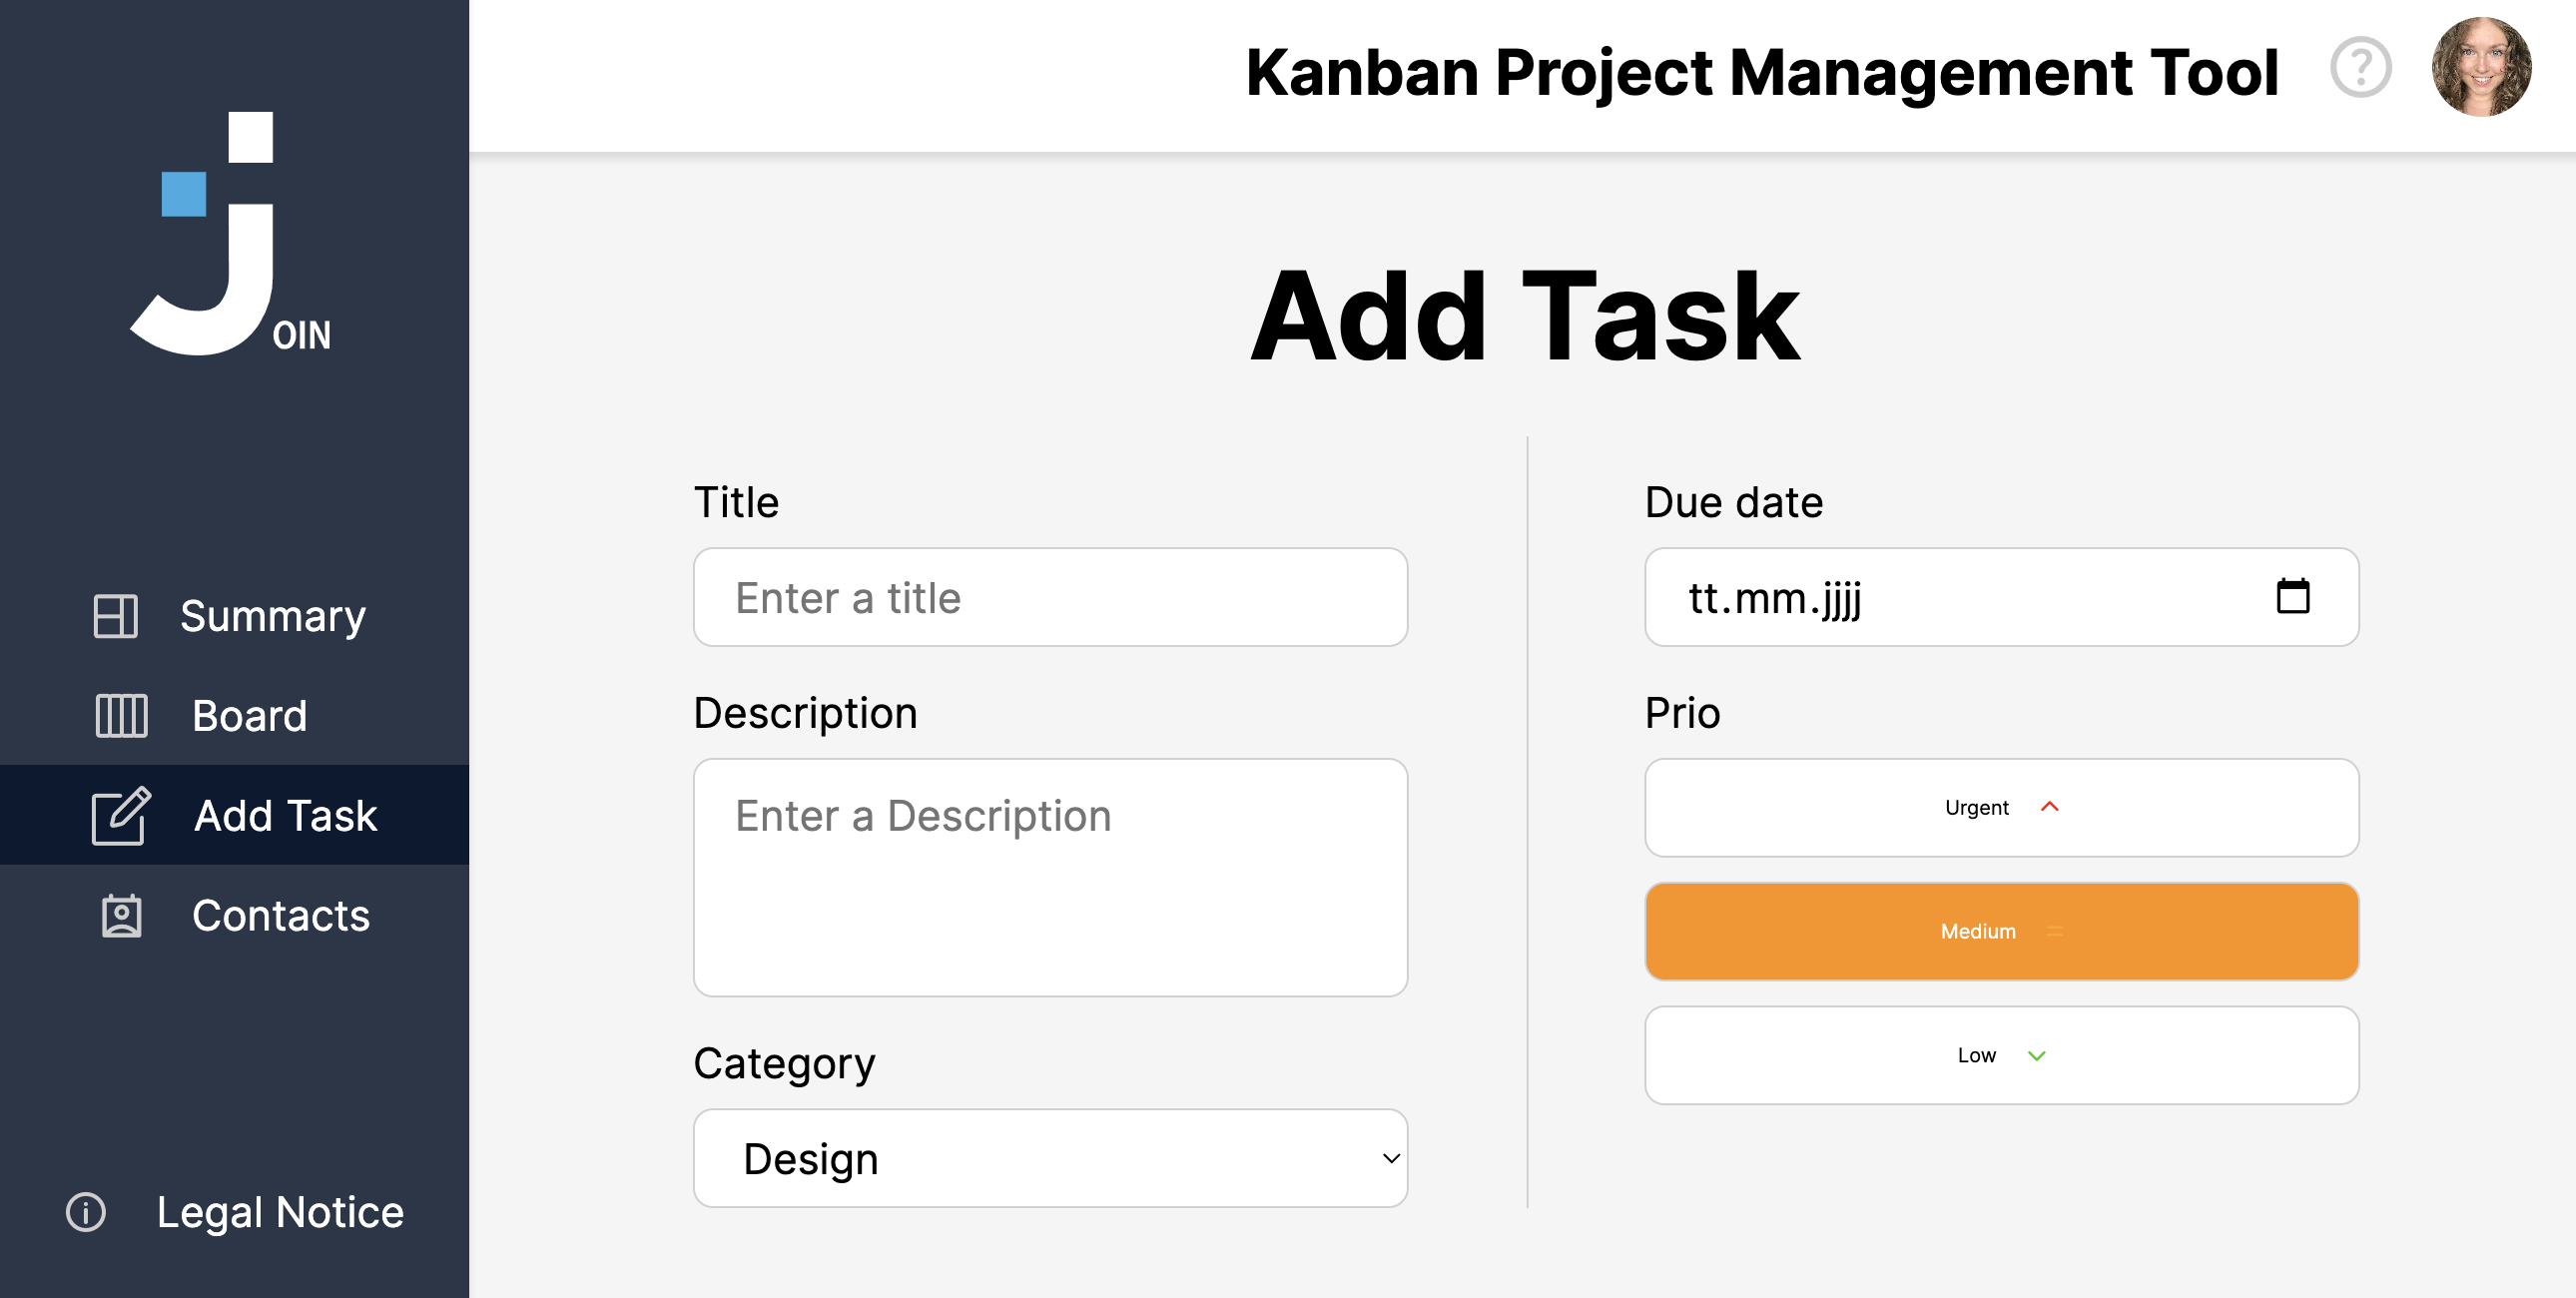 Kanban Project Management Tool
JOIN
Summary
Board
Add Task
Contacts
Legal Notice
Add Task
Title
Enter a title
Description
Enter a Description
Category
Design
Due date
tt.mm.jjjj
Prio
Urgent
Medium
Low